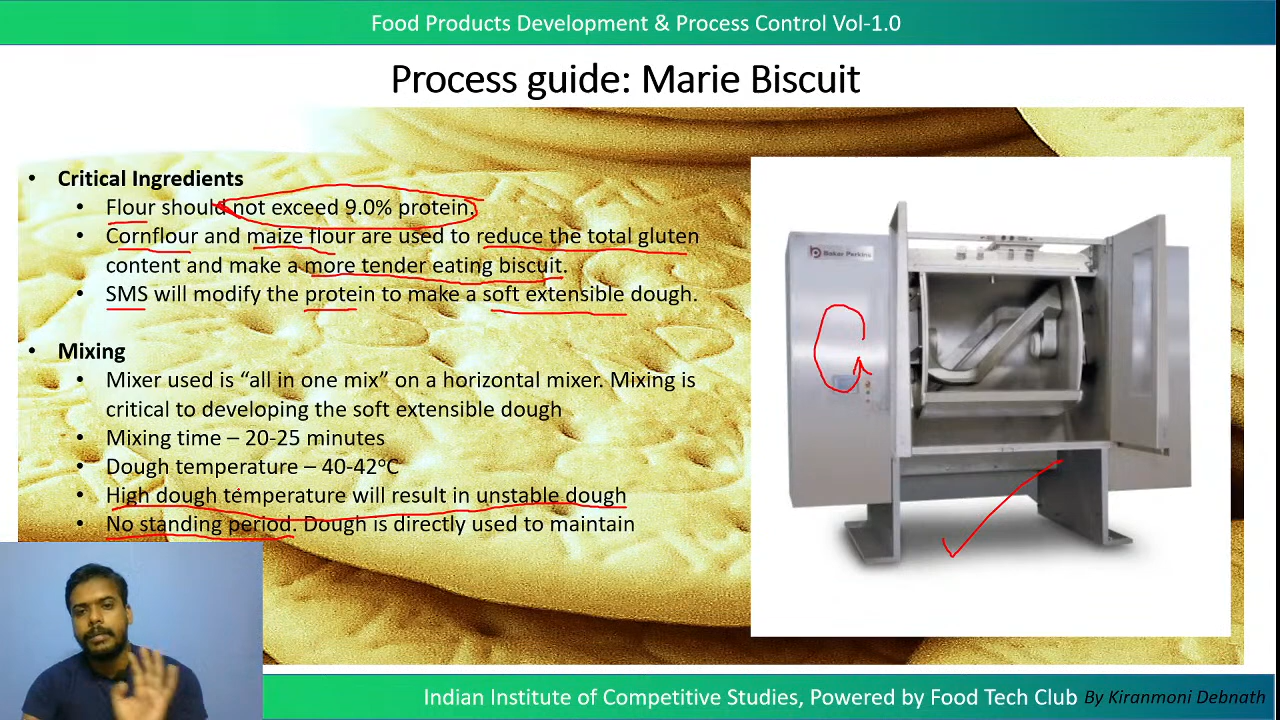 Food Products Development & Process Control Vol-1.0
Process guide: Marie Biscuit
• Critical Ingredients
• Flour should not exceed 9.0% protein.
• Cornflour and maize flour are used to reduce the total gluten
content and make a more tender eating biscuit.
• SMS will modify the protein to make a soft extensible dough.
• Mixing
• Mixer used is “all in one mix” on a horizontal mixer. Mixing is
critical to developing the soft extensible dough
• Mixing time – 20-25 minutes
• Dough temperature – 40-42°C
• High dough temperature will result in unstable dough
• No standing period. Dough is directly used to maintain
Baker Perkins
Indian Institute of Competitive Studies, Powered by Food Tech Club By Kiranmoni Debnath